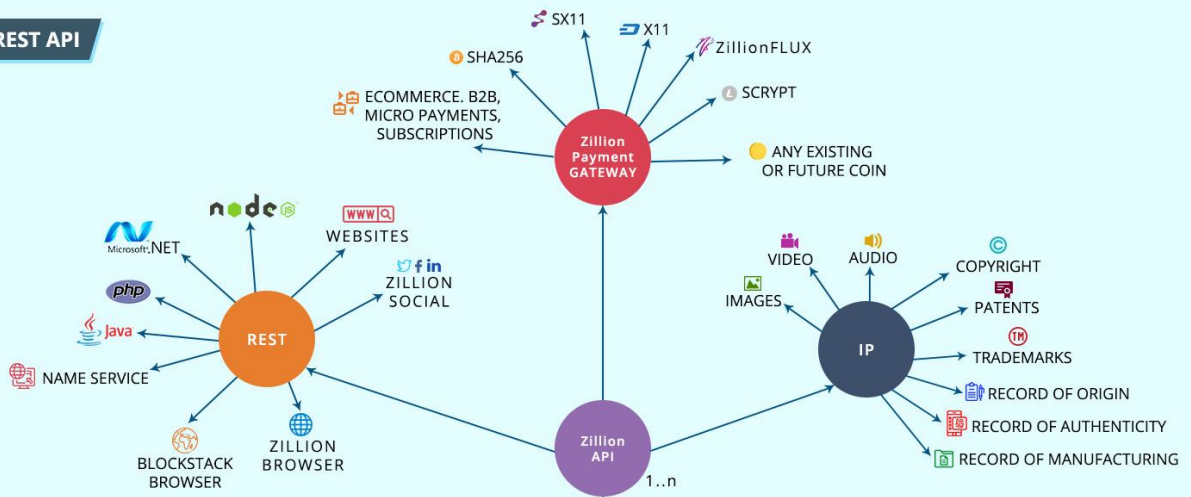 REST API
SX11
X11
ZillionFLUX
SHA256
SCRYPT
ECOMMERCE. B2B,
MICRO PAYMENTS,
SUBSCRIPTIONS
Zillion
Payment
GATEWAY
ANY EXISTING
OR FUTURE COIN
node JS
WWW
WEBSITES
Microsoft .NET
ZILLION
SOCIAL
php
Java
REST
NAME SERVICE
BLOCKSTACK
BROWSER
ZILLION
BROWSER
VIDEO
AUDIO
COPYRIGHT
IMAGES
PATENTS
IP
TM
TRADEMARKS
RECORD OF ORIGIN
RECORD OF AUTHENTICITY
RECORD OF MANUFACTURING
Zillion
API
1..n